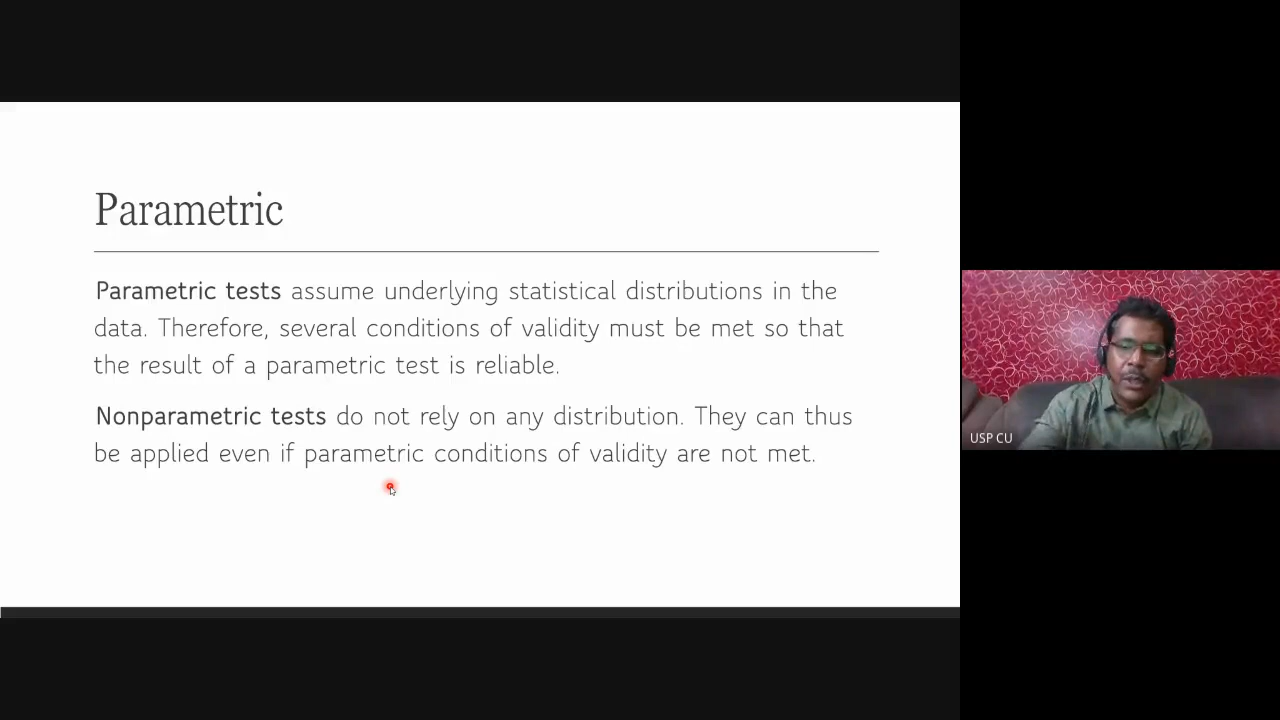 Parametric
Parametric tests assume underlying statistical distributions in the
data. Therefore, several conditions of validity must be met so that
the result of a parametric test is reliable.
Nonparametric tests do not rely on any distribution. They can thus
be applied even if parametric conditions of validity are not met.
USP CU